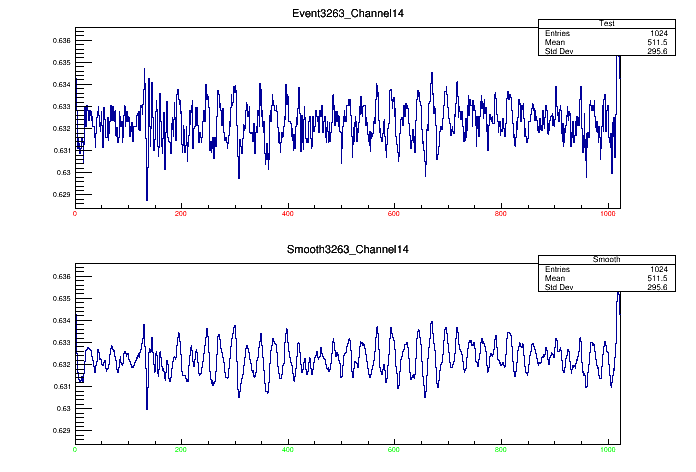 Event3263_Channel14
Test
Entries 1024
Mean 511.5
Std Dev 295.6
0.636
0.635
0.634
0.633
0.632
0.631
0.63
0.629
0 200 400 600 800 1000
Smooth3263_Channel14
Smooth
Entries 1024
Mean 511.5
Std Dev 295.6
0.636
0.635
0.634
0.633
0.632
0.631
0.63
0.629
0 200 400 600 800 1000